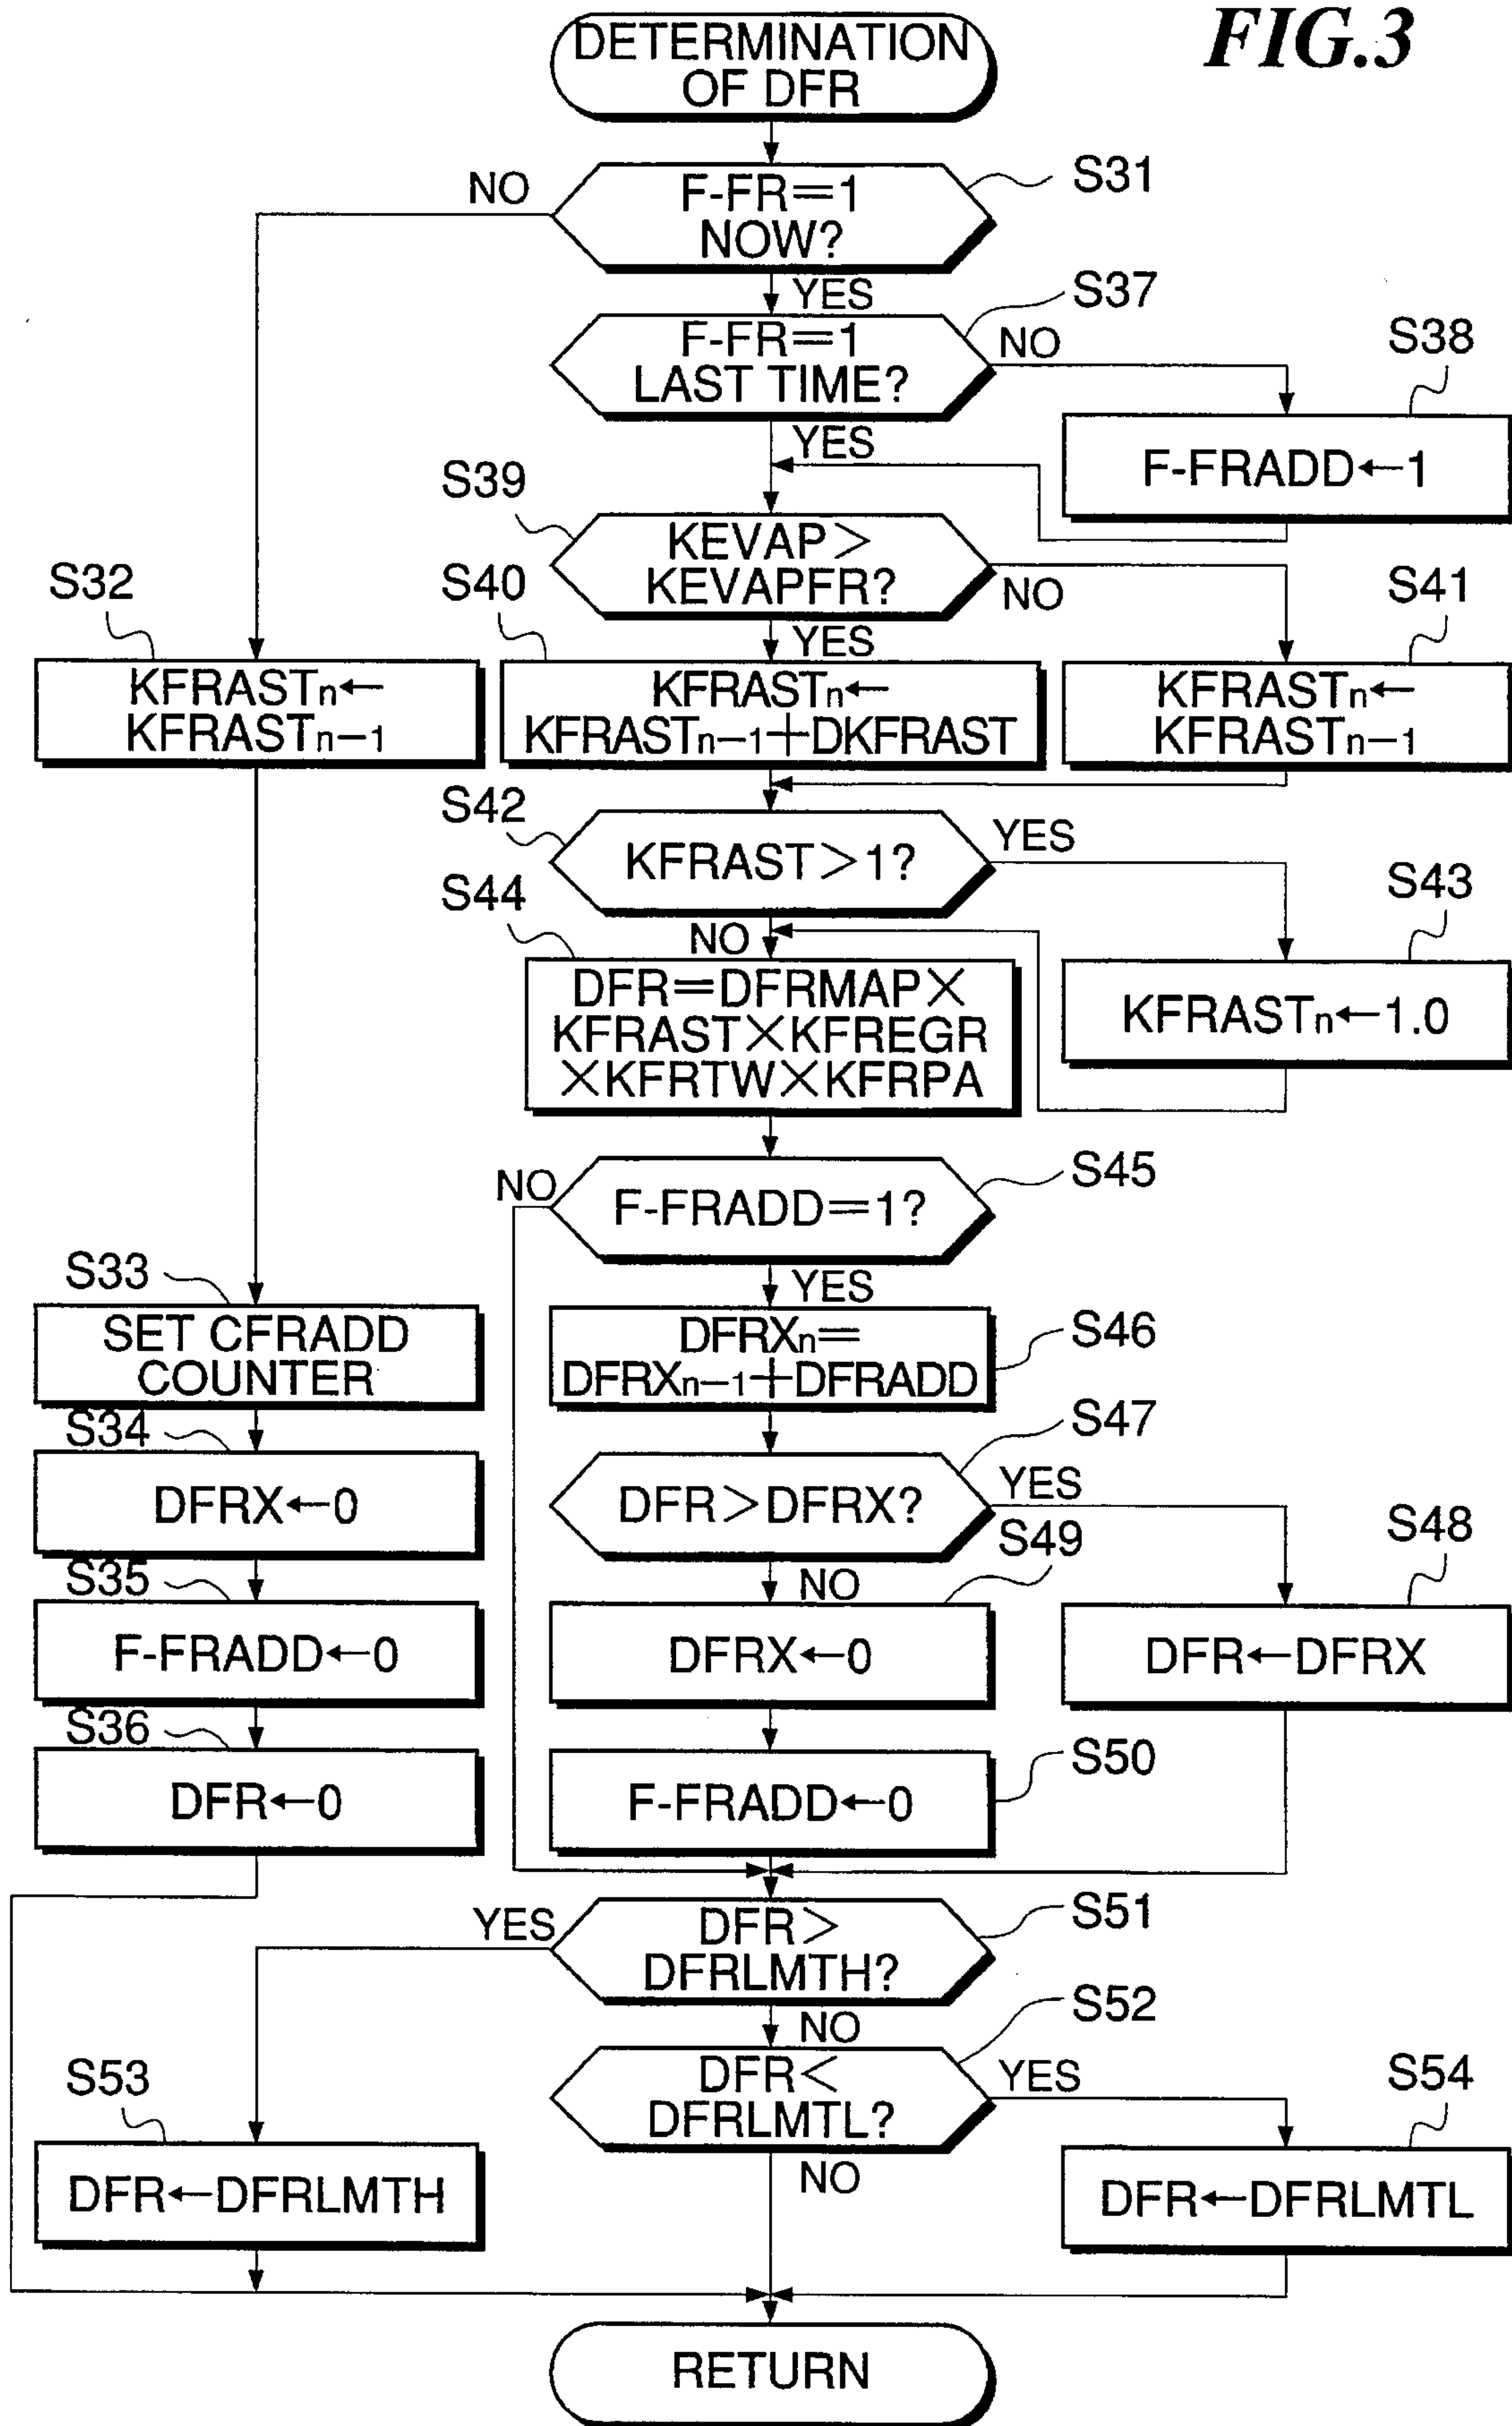 FIG.3
DETERMINATION
OF DFR
S31
F-FR=1
NOW?
NO
YES
S37
F-FR=1
LAST TIME?
NO
YES
S38
F-FRADD←1
S39
KEVAP>
KEVAPFR?
NO
YES
S32
KFRASTn←
KFRASTn-1
S40
KFRASTn←
KFRASTn-1+DKFRAST
S41
KFRASTn←
KFRASTn-1
S42
KFRAST>1?
YES
NO
S43
KFRASTn←1.0
S44
DFR=DFRMAP×
KFRAST×KFREGR
×KFRTW×KFRPA
S45
F-FRADD=1?
NO
YES
S33
SET CFRADD
COUNTER
S46
DFRXn=
DFRXn-1+DFRADD
S34
DFRX←0
S47
DFR>DFRX?
YES
NO
S48
DFR←DFRX
S35
F-FRADD←0
S49
DFRX←0
S36
DFR←0
S50
F-FRADD←0
S51
DFR>
DFRLMTH?
YES
NO
S52
DFR<
DFRLMTL?
YES
NO
S53
DFR←DFRLMTH
S54
DFR←DFRLMTL
RETURN